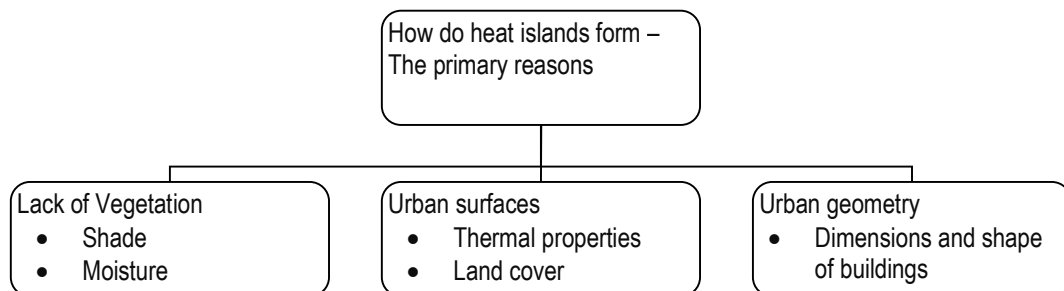 How do heat islands form –
The primary reasons
Lack of Vegetation
● Shade
● Moisture
Urban surfaces
● Thermal properties
● Land cover
Urban geometry
● Dimensions and shape
of buildings